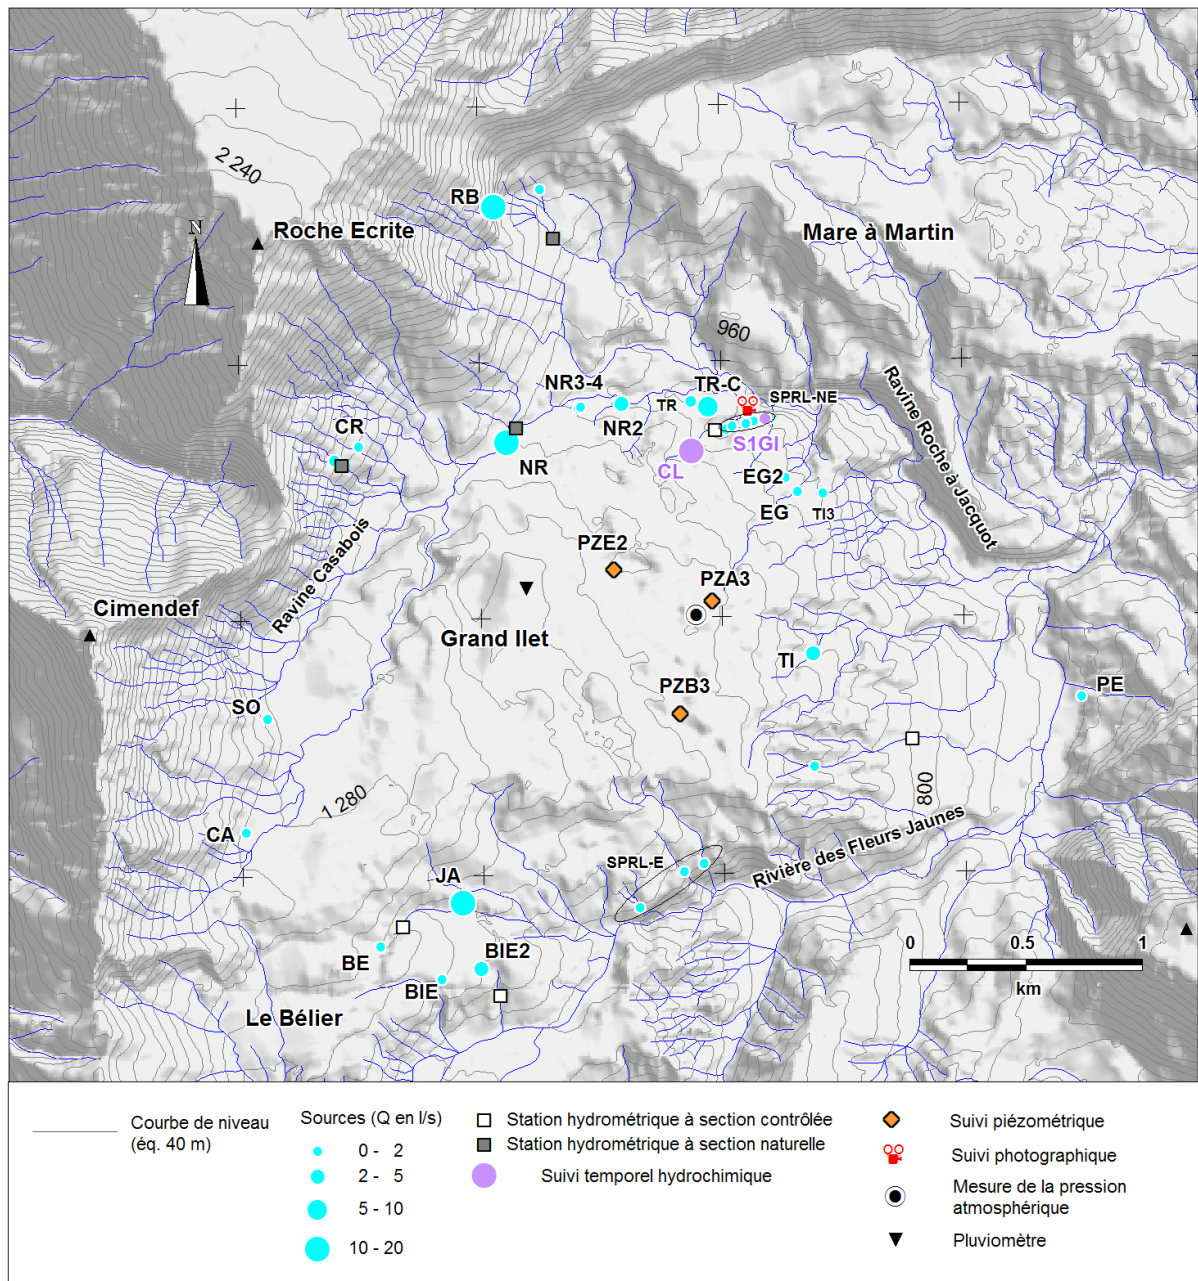 2 240
RB
N
Roche Ecrite
Mare à Martin
960
NR3-4
TR-C
TR
SPRL-NE
NR2
CR
S1GI
NR
CL
EG2
EG
TI3
Ravine Roche à Jacquot
Ravine Casabois
PZE2
PZA3
Cimendef
Grand Ilet
TI
PE
PZB3
SO
800
1 280
CA
Rivière des Fleurs Jaunes
SPRL-E
JA
BE
BIE2
BIE
0
0.5
1
km
Le Bélier
Courbe de niveau
(éq. 40 m)
Sources (Q en l/s)
0 - 2
2 - 5
5 - 10
10 - 20
Station hydrométrique à section contrôlée
Station hydrométrique à section naturelle
Suivi temporel hydrochimique
Suivi piézométrique
Suivi photographique
Mesure de la pression
atmosphérique
Pluviomètre